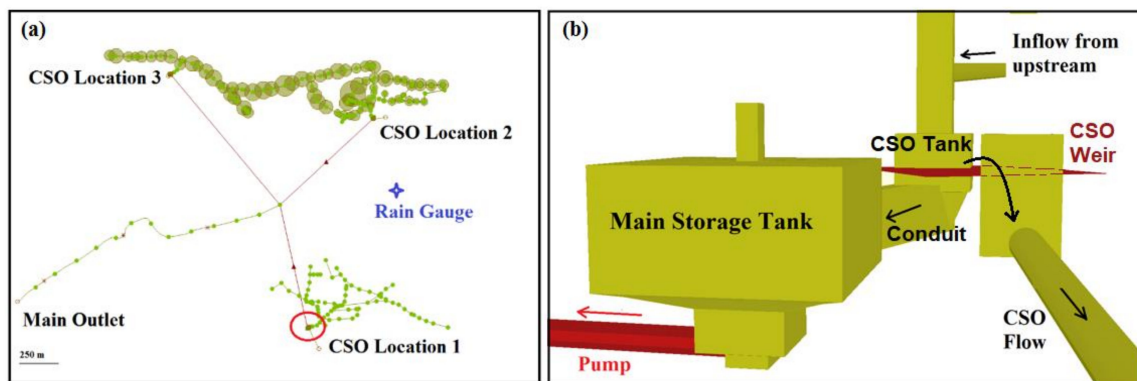 (a)
CSO Location 3
CSO Location 2
Rain Gauge
Main Outlet
CSO Location 1
250 m
(b)
Inflow from
upstream
CSO Tank
CSO
Weir
Main Storage Tank
Conduit
CSO
Flow
Pump